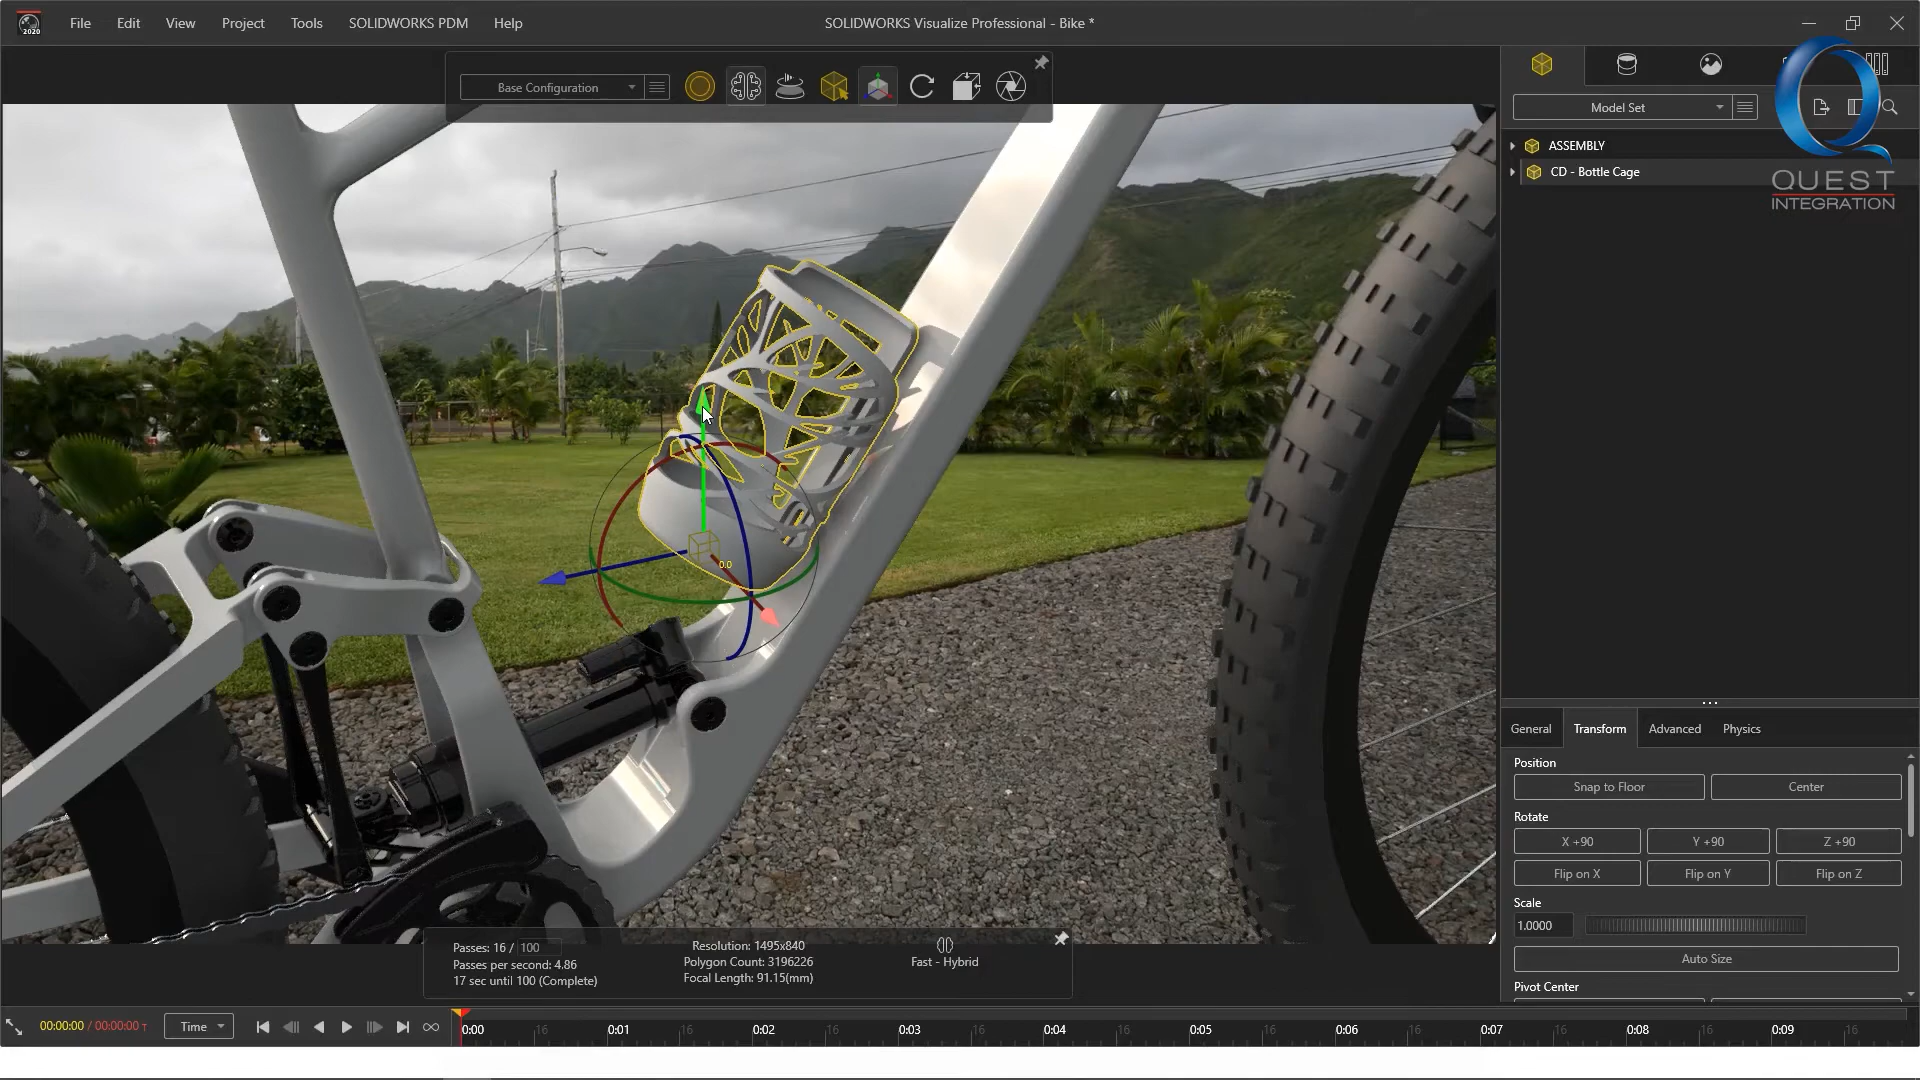 2020
File Edit View Project Tools SOLIDWORKS PDM Help
SOLIDWORKS Visualize Professional - Bike *
Base Configuration
Model Set
ASSEMBLY
CD - Bottle Cage
QUEST
INTEGRATION
0.0
General Transform Advanced Physics
Position
Snap to Floor Center
Rotate
X +90 Y +90 Z +90
Flip on X Flip on Y Flip on Z
Scale
1.0000
Auto Size
Pivot Center
Passes: 16 / 100
Passes per second: 4.86
17 sec until 100 (Complete)
Resolution: 1495x840
Polygon Count: 3196226
Focal Length: 91.15(mm)
Fast - Hybrid
00:00:00 / 00:00:00 T
Time
0:00 16 0:01 16 0:02 16 0:03 16 0:04 16 0:05 16 0:06 16 0:07 16 0:08 16 0:09 16